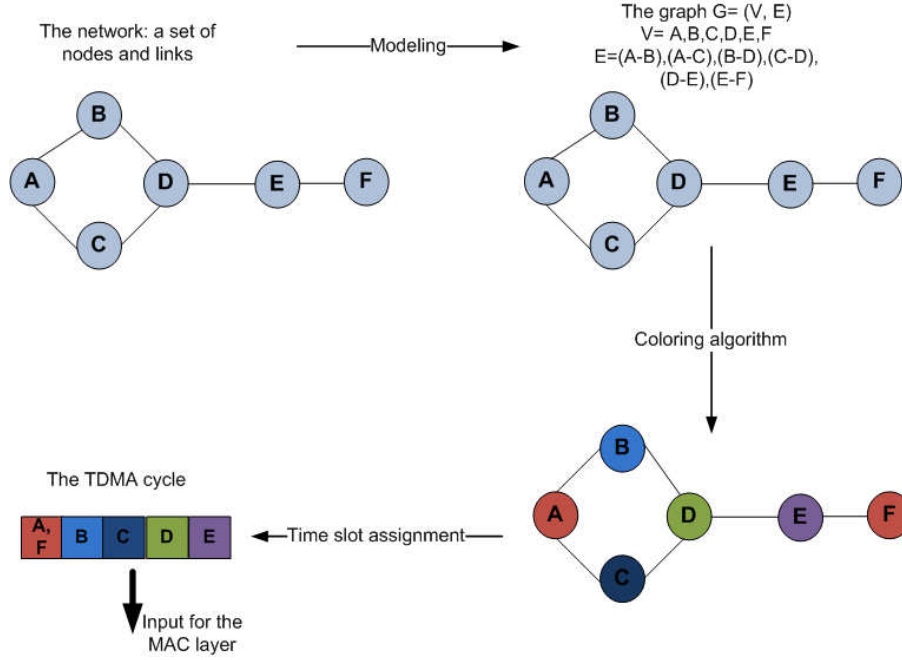 The network: a set of
nodes and links
Modeling
The graph G= (V, E)
V= A,B,C,D,E,F
E=(A-B),(A-C),(B-D),(C-D),
(D-E),(E-F)
B
A
D
E
F
C
B
A
D
E
F
C
Coloring algorithm
B
A
D
E
F
C
Time slot assignment
The TDMA cycle
A,
F
B
C
D
E
Input for the
MAC layer